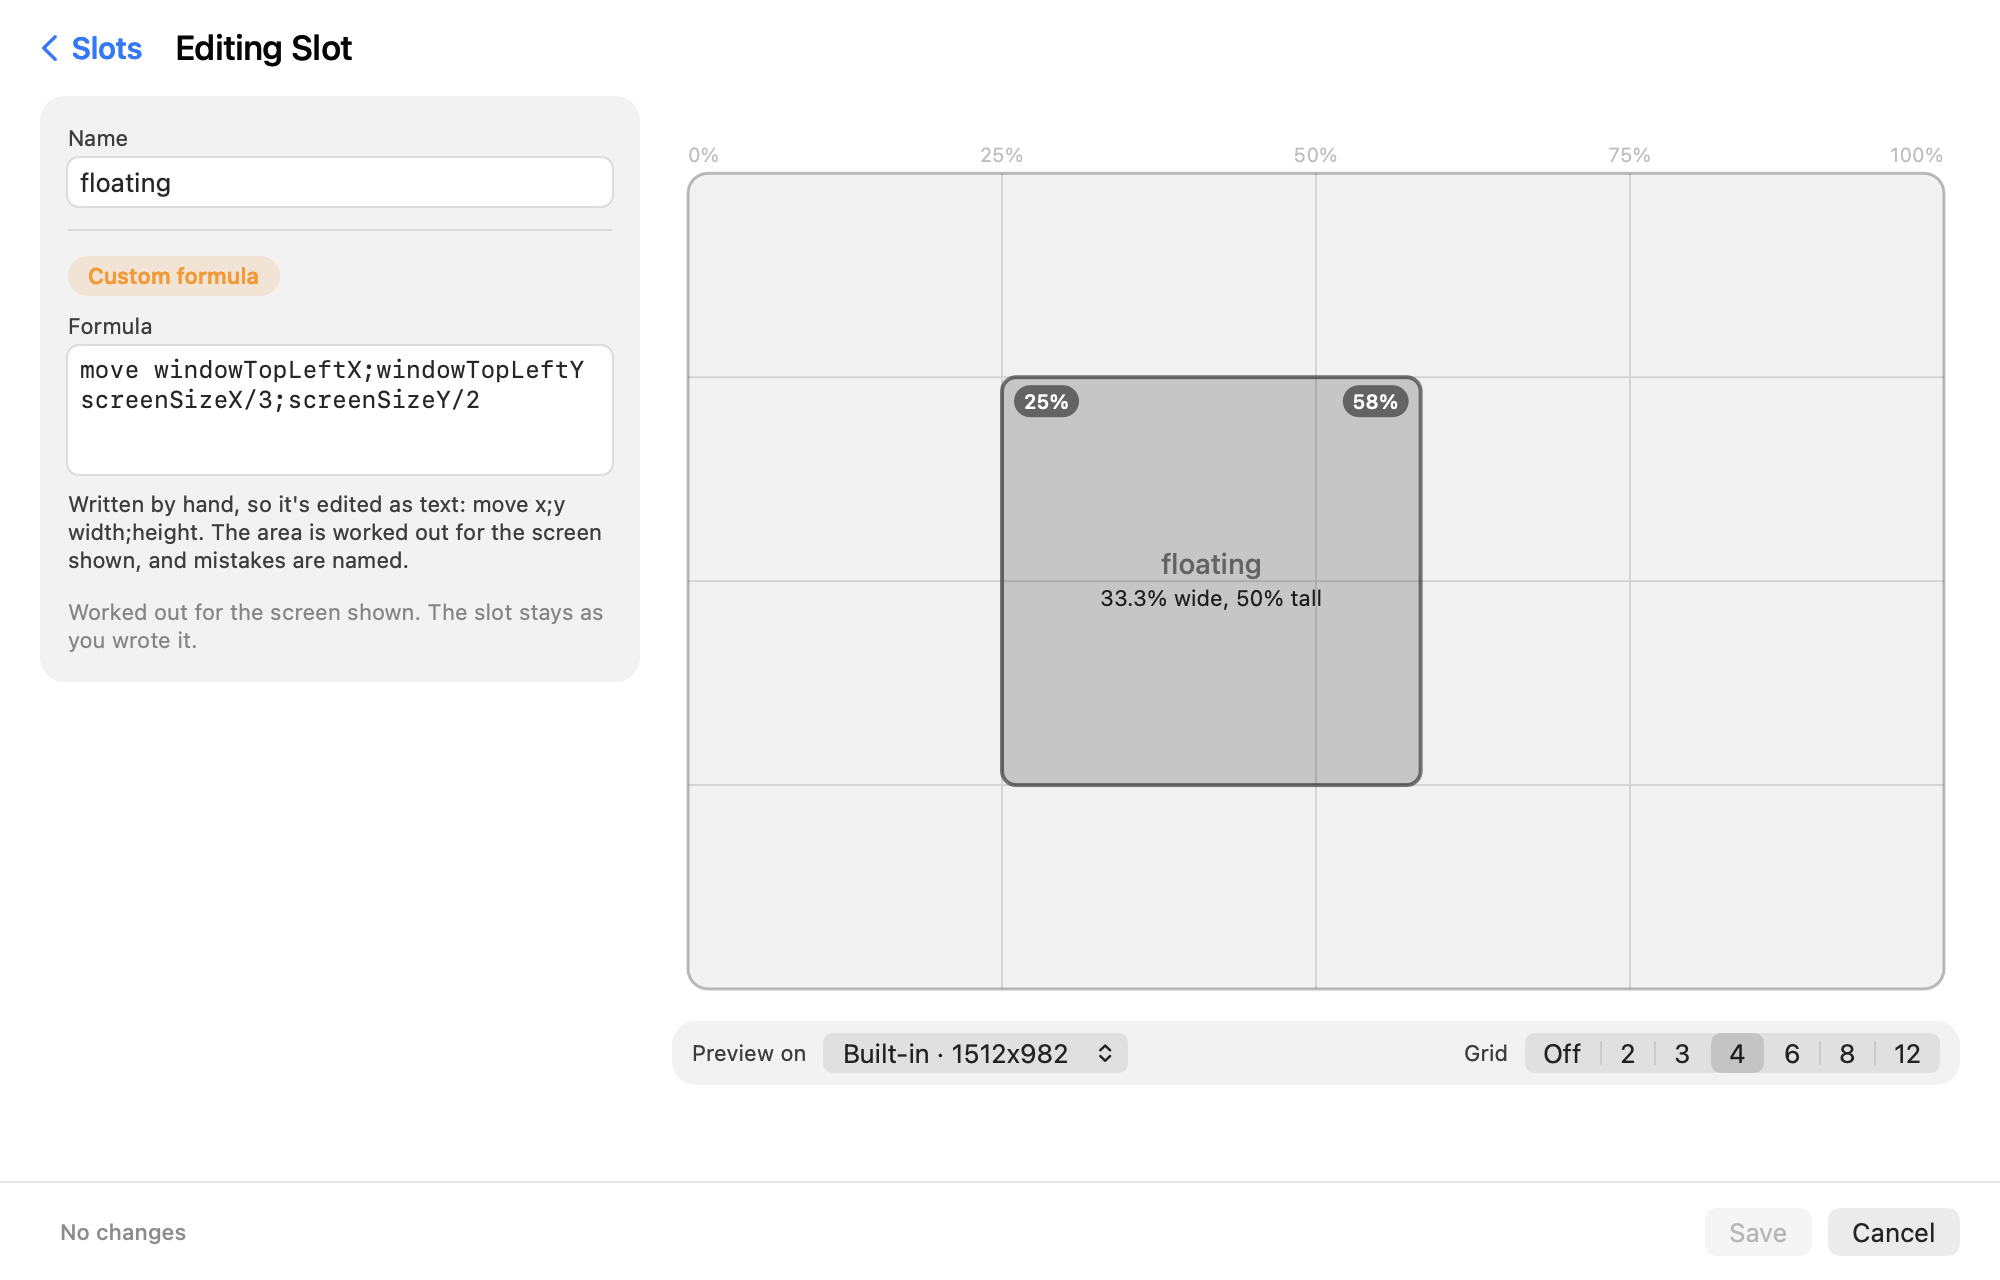 Slots Editing Slot
Name
floating
Custom formula
Formula
move windowTopLeftX;windowTopLeftY
screenSizeX/3;screenSizeY/2
Written by hand, so it's edited as text: move x;y
width;height. The area is worked out for the screen
shown, and mistakes are named.
Worked out for the screen shown. The slot stays as
you wrote it.
0% 25% 50% 75% 100%
25% 58%
floating
33.3% wide, 50% tall
Preview on Built-in · 1512x982 Grid Off 2 3 4 6 8 12
No changes Save Cancel